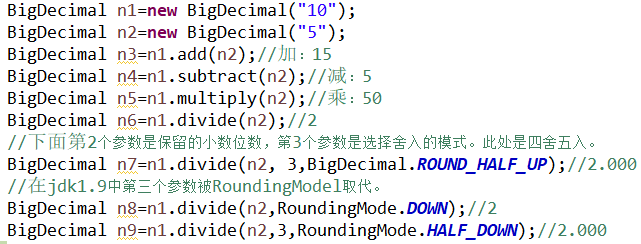 BigDecimal n1=new BigDecimal("10");
BigDecimal n2=new BigDecimal("5");
BigDecimal n3=n1.add(n2);//加：15
BigDecimal n4=n1.subtract(n2);//减：5
BigDecimal n5=n1.multiply(n2);//乘：50
BigDecimal n6=n1.divide(n2);//2
//下面第2个参数是保留的小数位数，第3个参数是选择舍入的模式。此处是四舍五入。
BigDecimal n7=n1.divide(n2, 3,BigDecimal.ROUND_HALF_UP);//2.000
//在jdk1.9中第三个参数被RoundingModel取代。
BigDecimal n8=n1.divide(n2,RoundingMode.DOWN);//2
BigDecimal n9=n1.divide(n2,3,RoundingMode.HALF_DOWN);//2.000